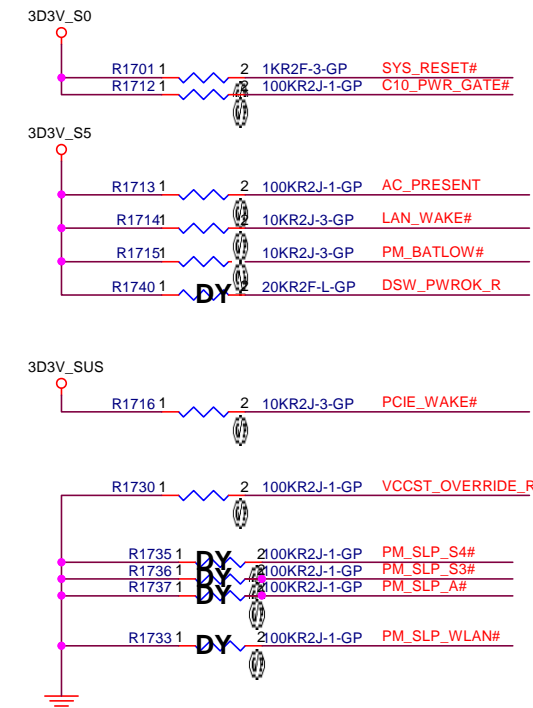 3D3V_S0
R1701 1 2 1KR2F-3-GP SYS_RESET#
R1712 1 2 100KR2J-1-GP C10_PWR_GATE#
3D3V_S5
R1713 1 2 100KR2J-1-GP AC_PRESENT
R1714 1 2 10KR2J-3-GP LAN_WAKE#
R1715 1 2 10KR2J-3-GP PM_BATLOW#
R1740 1 DY 2 20KR2F-L-GP DSW_PWROK_R
3D3V_SUS
R1716 1 2 10KR2J-3-GP PCIE_WAKE#
R1730 1 2 100KR2J-1-GP VCCST_OVERRIDE_R
R1735 1 DY 2 100KR2J-1-GP PM_SLP_S4#
R1736 1 DY 2 100KR2J-1-GP PM_SLP_S3#
R1737 1 DY 2 100KR2J-1-GP PM_SLP_A#
R1733 1 DY 2 100KR2J-1-GP PM_SLP_WLAN#